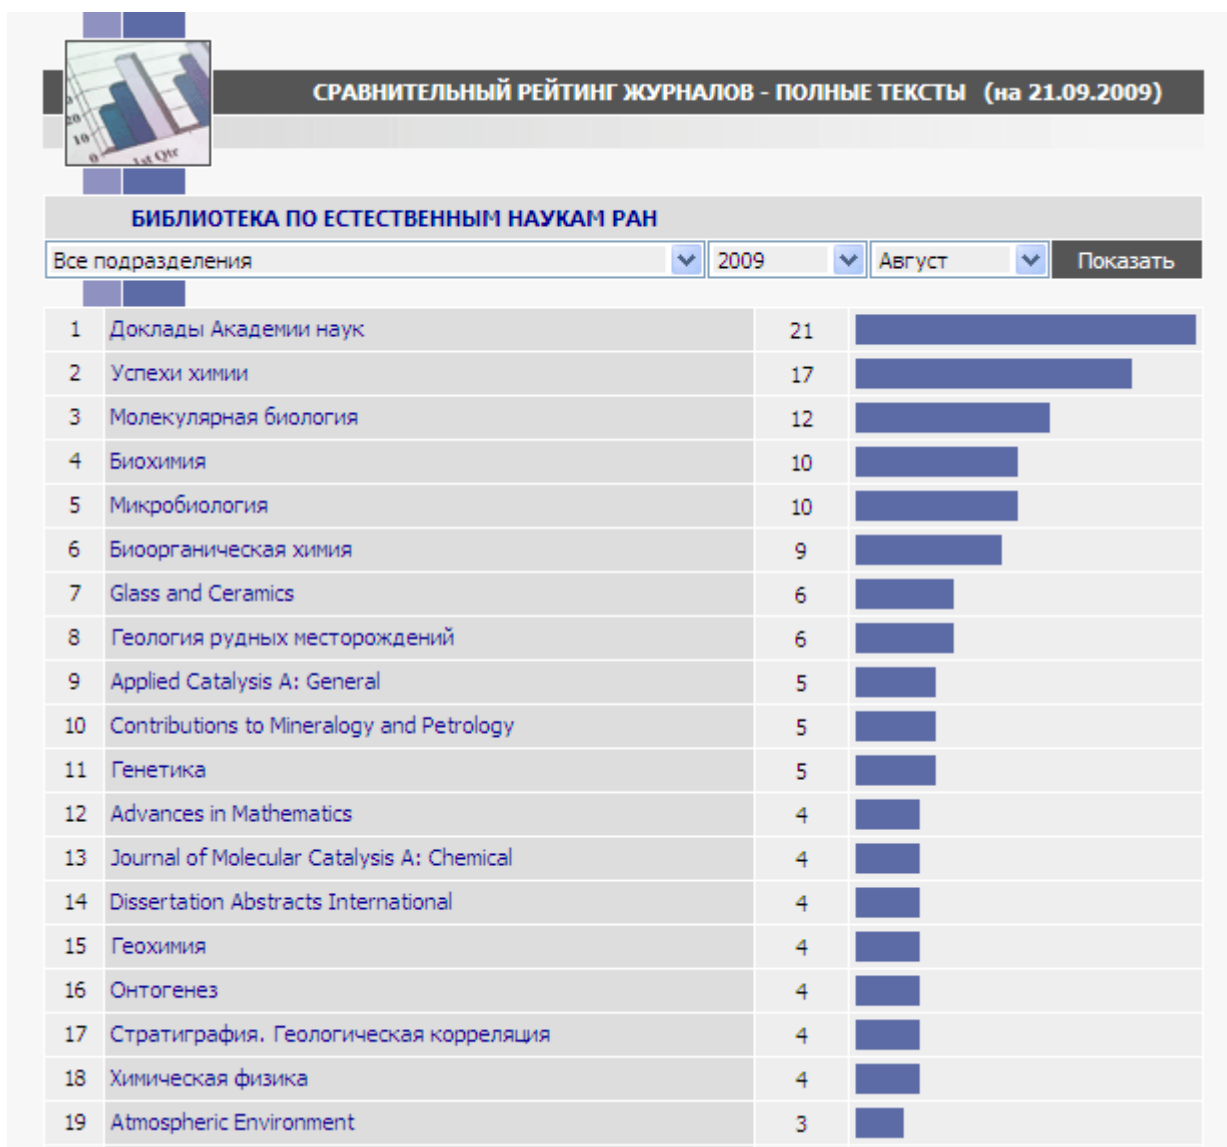 СРАВНИТЕЛЬНЫЙ РЕЙТИНГ ЖУРНАЛОВ - ПОЛНЫЕ ТЕКСТЫ (на 21.09.2009)
20
10
0
1st Qtr
БИБЛИОТЕКА ПО ЕСТЕСТВЕННЫМ НАУКАМ РАН
Все подразделения 2009 Август Показать
1 Доклады Академии наук 21
2 Успехи химии 17
3 Молекулярная биология 12
4 Биохимия 10
5 Микробиология 10
6 Биоорганическая химия 9
7 Glass and Ceramics 6
8 Геология рудных месторождений 6
9 Applied Catalysis A: General 5
10 Contributions to Mineralogy and Petrology 5
11 Генетика 5
12 Advances in Mathematics 4
13 Journal of Molecular Catalysis A: Chemical 4
14 Dissertation Abstracts International 4
15 Геохимия 4
16 Онтогенез 4
17 Стратиграфия. Геологическая корреляция 4
18 Химическая физика 4
19 Atmospheric Environment 3